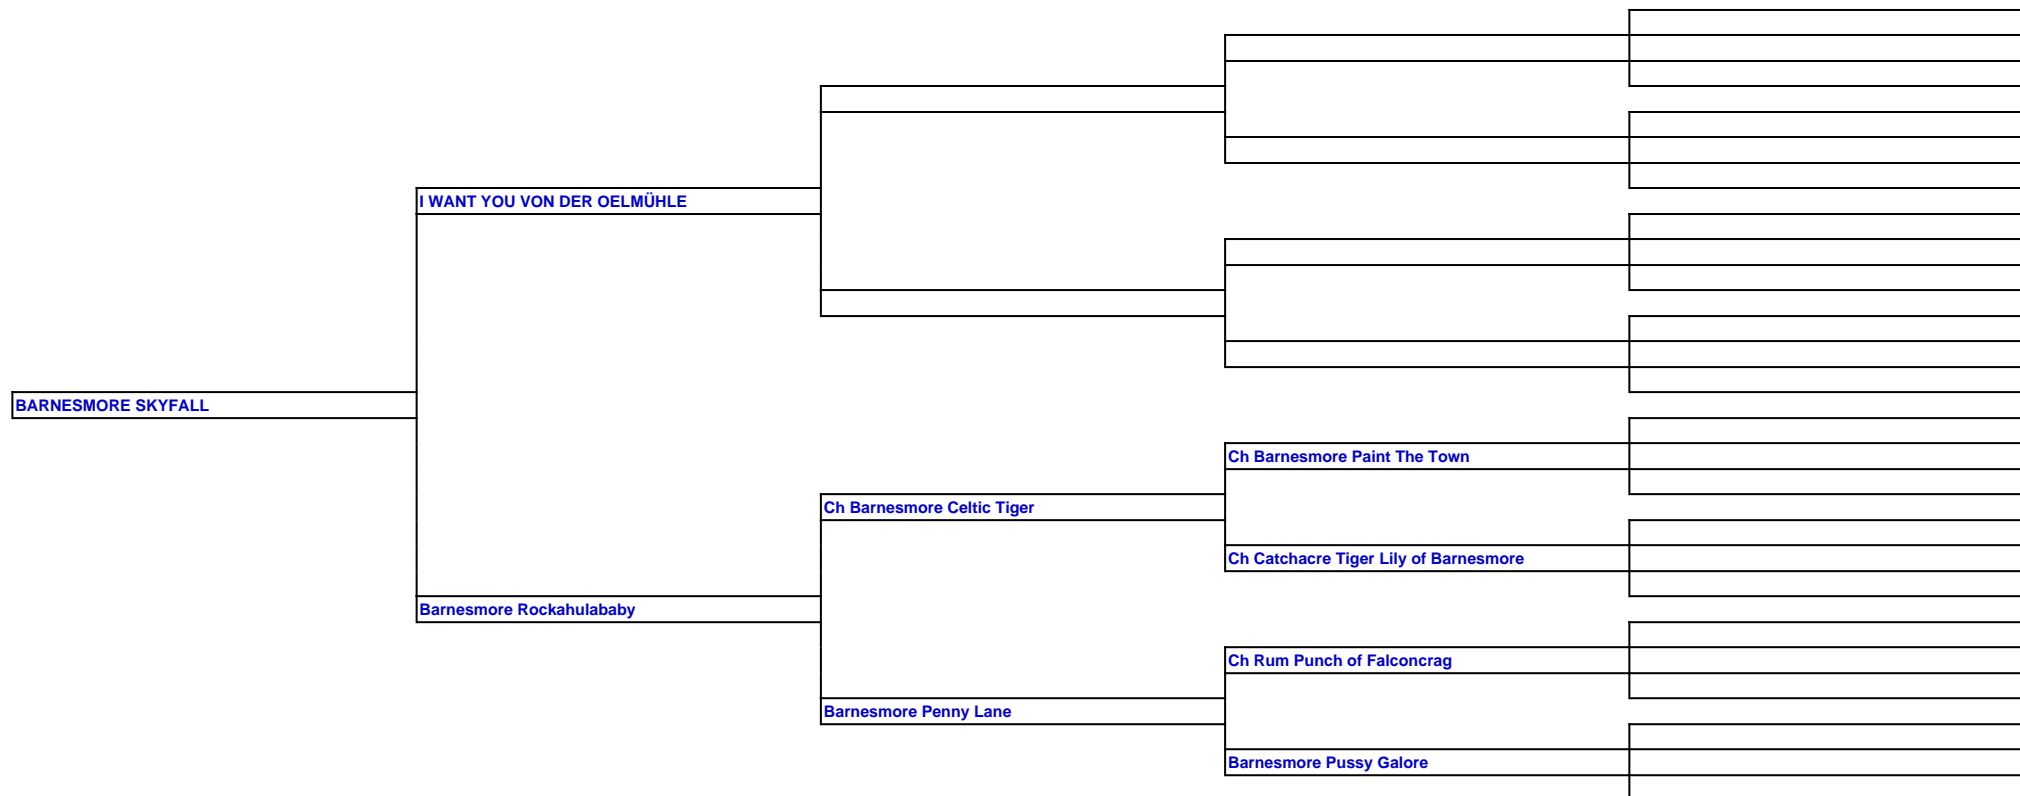 I WANT YOU VON DER OELMÜHLE
BARNESMORE SKYFALL
Ch Barnesmore Paint The Town
Ch Barnesmore Celtic Tiger
Ch Catchacre Tiger Lily of Barnesmore
Barnesmore Rockahulababy
Ch Rum Punch of Falconcrag
Barnesmore Penny Lane
Barnesmore Pussy Galore